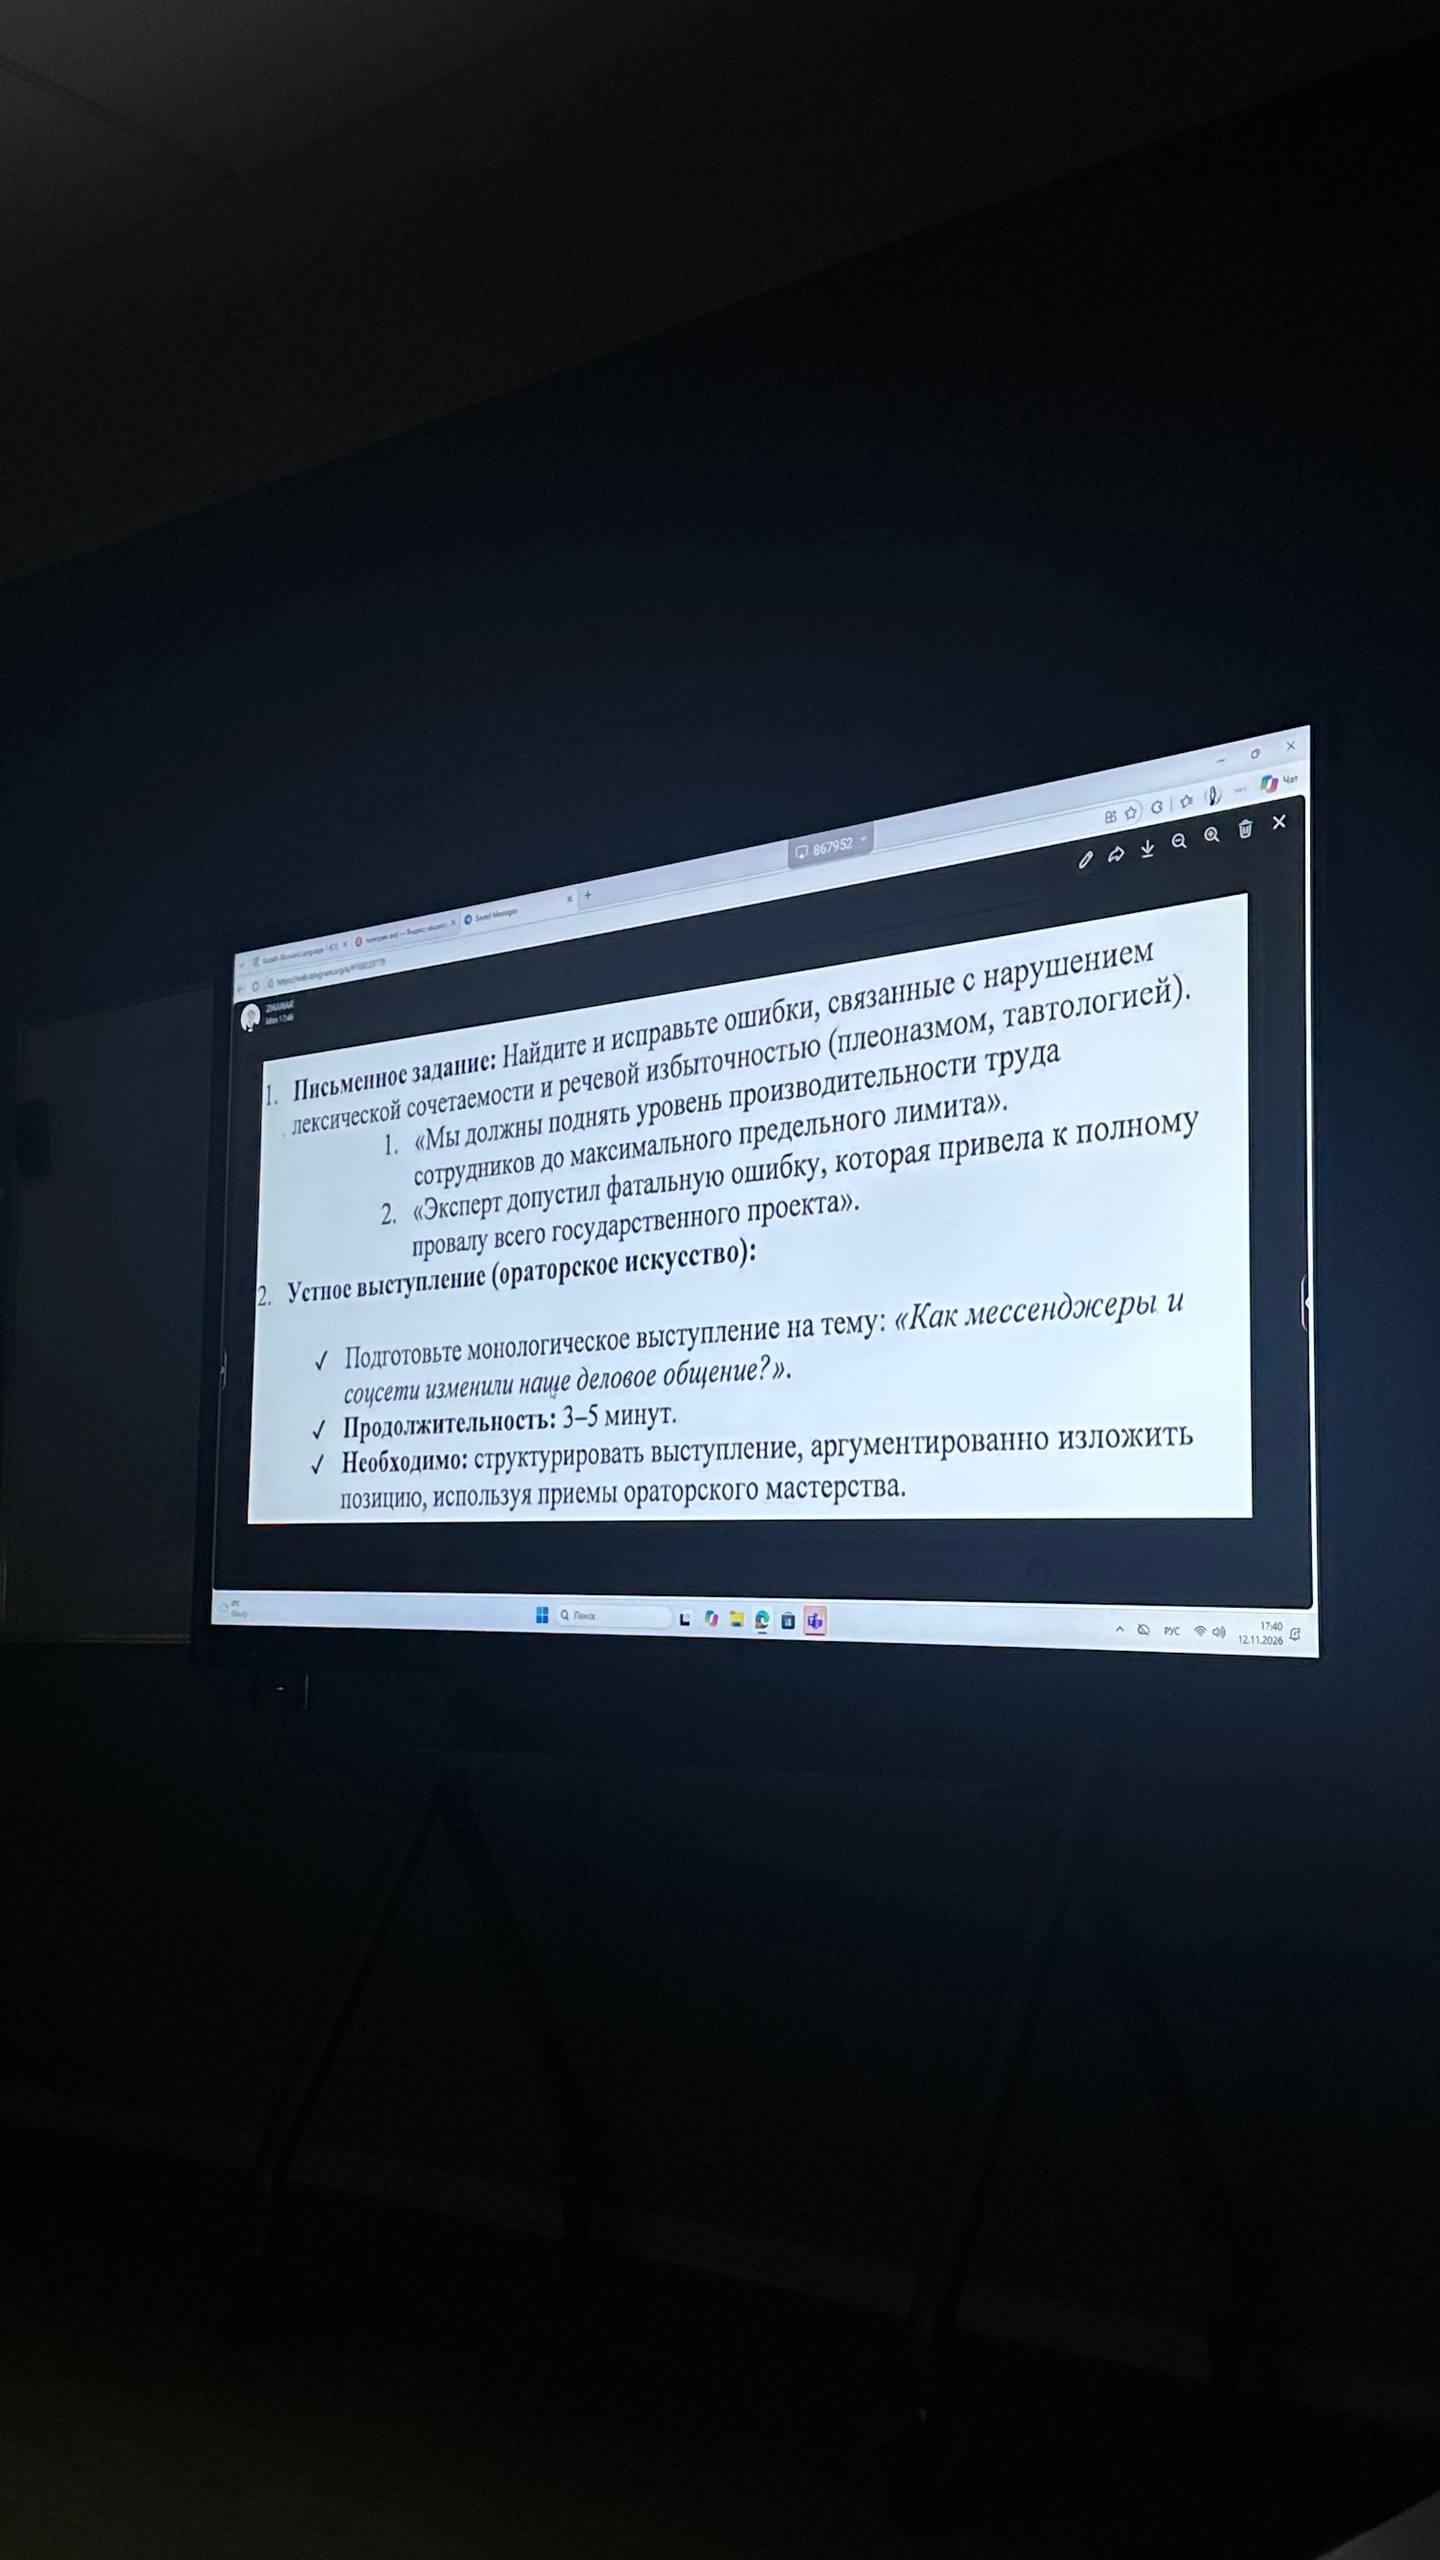 867952
Чат
Saved Messages
1. Письменное задание: Найдите и исправьте ошибки, связанные с нарушением
лексической сочетаемости и речевой избыточностью (плеоназмом, тавтологией).
1. «Мы должны поднять уровень производительности труда
сотрудников до максимального предельного лимита».
2. «Эксперт допустил фатальную ошибку, которая привела к полному
провалу всего государственного проекта».
2. Устное выступление (ораторское искусство):
✓ Подготовьте монологическое выступление на тему: «Как мессенджеры и
соцсети изменили наше деловое общение?».
✓ Продолжительность: 3–5 минут.
✓ Необходимо: структурировать выступление, аргументированно изложить
позицию, используя приемы ораторского мастерства.
Поиск
РУС
17:40
12.11.2026